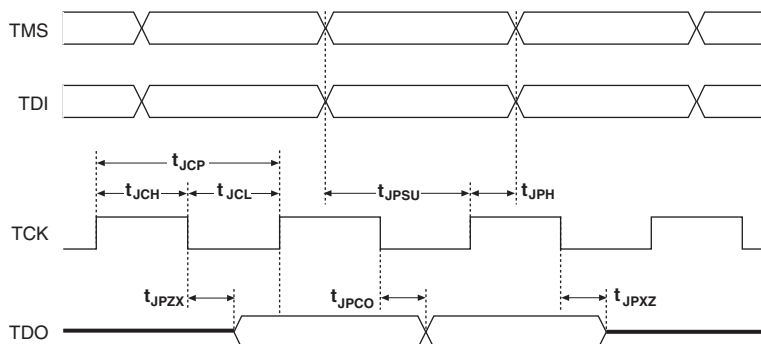 TMS
TDI
tJCP
tJCH tJCL tJPSU tJPH
TCK
tJPZX tJPCO tJPXZ
TDO